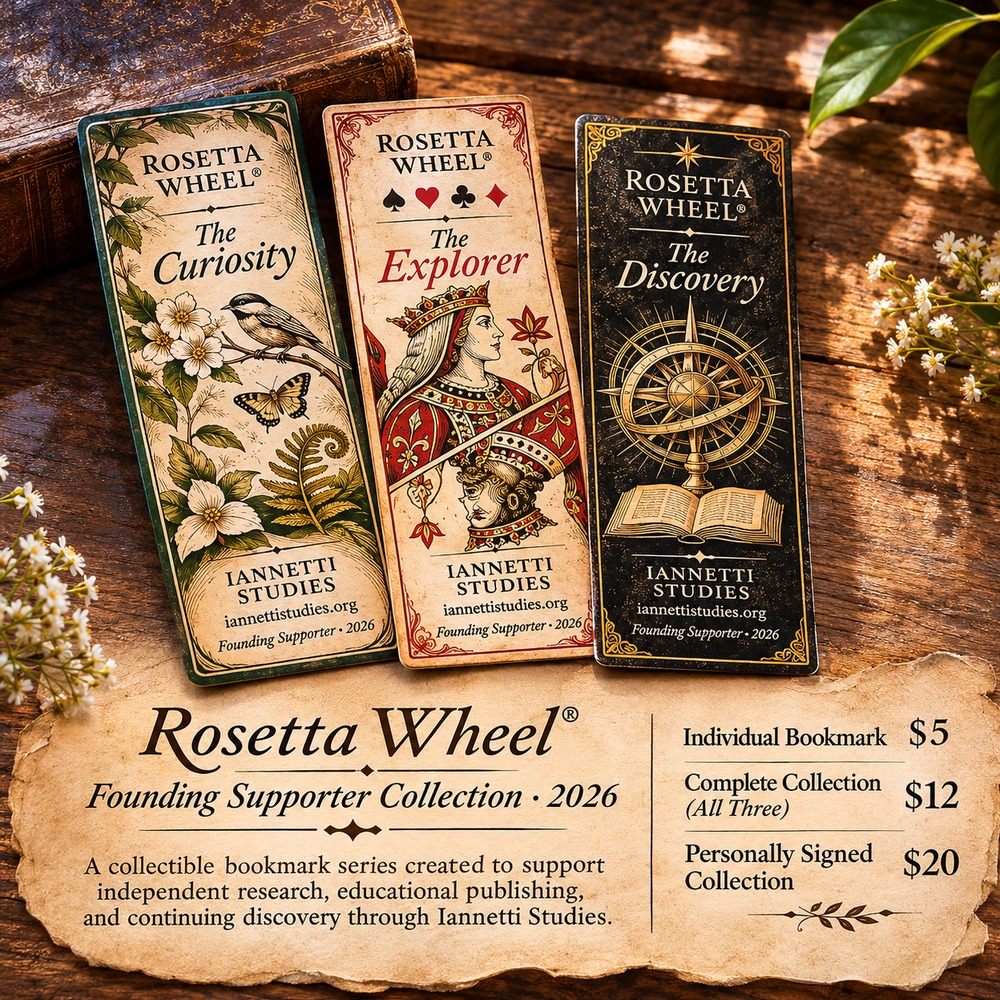 ROSETTA
WHEEL®
The
Curiosity
IANNETTI
STUDIES
iannettistudies.org
Founding Supporter • 2026
ROSETTA
WHEEL®
♠ ♥ ♣ ♦
The
Explorer
IANNETTI
STUDIES
iannettistudies.org
Founding Supporter • 2026
ROSETTA
WHEEL®
The
Discovery
IANNETTI
STUDIES
iannettistudies.org
Founding Supporter • 2026
Rosetta Wheel®
Founding Supporter Collection · 2026
A collectible bookmark series created to support
independent research, educational publishing,
and continuing discovery through Iannetti Studies.
Individual Bookmark $5
Complete Collection
(All Three) $12
Personally Signed
Collection $20